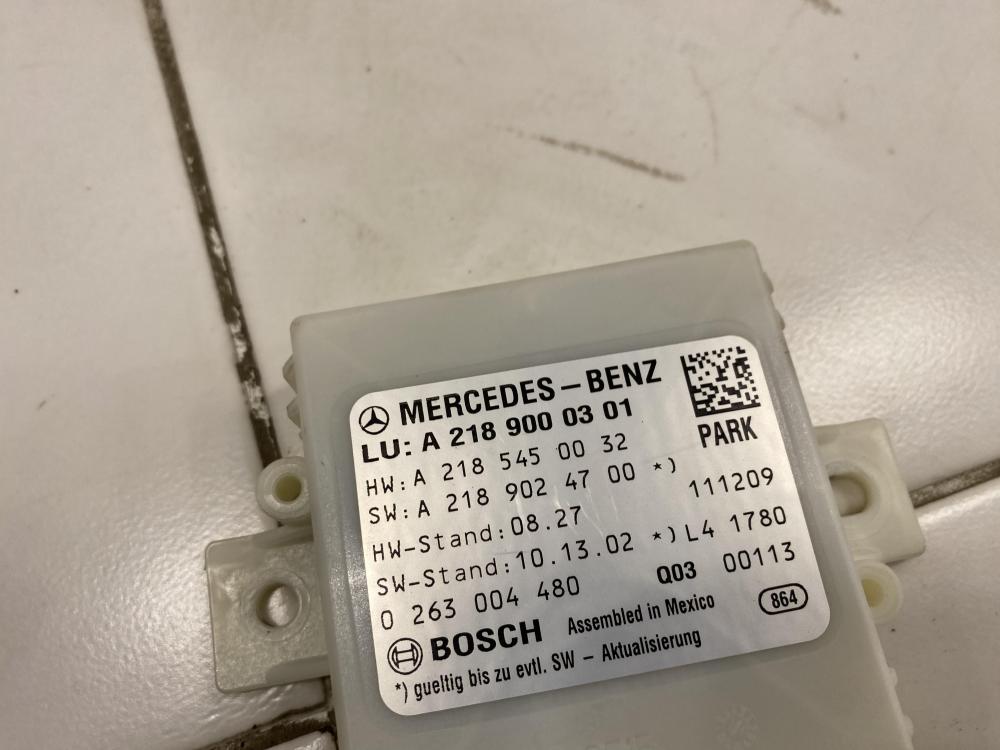 MERCEDES-BENZ
LU: A 218 900 03 01
PARK
HW: A 218 545 00 32
SW: A 218 902 47 00 *)
111209
HW-Stand: 08.27
SW-Stand: 10.13.02 *) L4 1780
0 263 004 480 Q03 00113
BOSCH Assembled in Mexico 864
*) gueltig bis zu evtl. SW - Aktualisierung